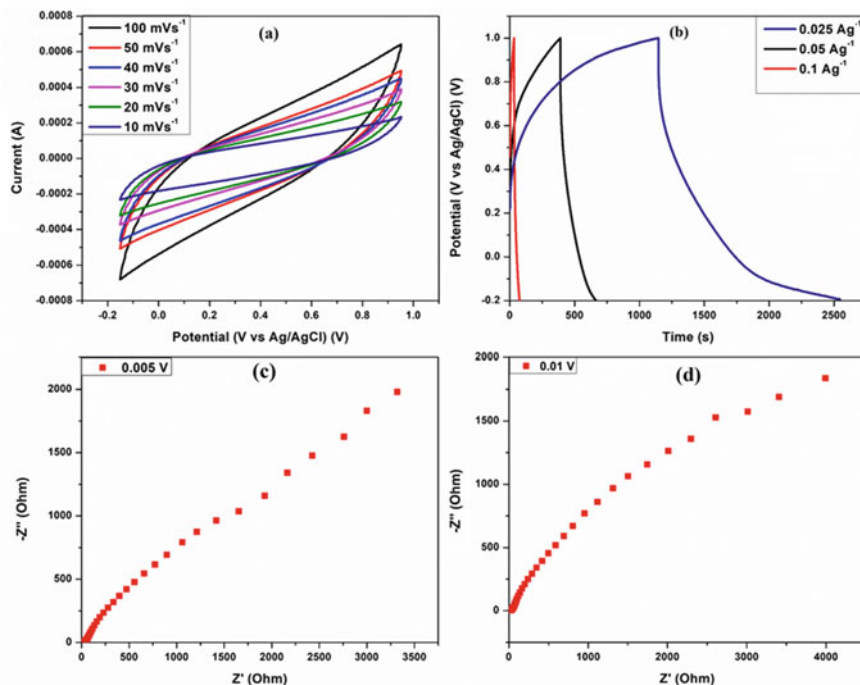 (a)
100 mVs⁻¹
50 mVs⁻¹
40 mVs⁻¹
30 mVs⁻¹
20 mVs⁻¹
10 mVs⁻¹
Current (A)
0.0008
0.0006
0.0004
0.0002
0.0000
-0.0002
-0.0004
-0.0006
-0.0008
-0.2 0.0 0.2 0.4 0.6 0.8 1.0
Potential (V vs Ag/AgCl) (V)
(b)
0.025 Ag⁻¹
0.05 Ag⁻¹
0.1 Ag⁻¹
Potential (V vs Ag/AgCl) (V)
1.0
0.8
0.6
0.4
0.2
0.0
-0.2
0 500 1000 1500 2000 2500
Time (s)
(c)
0.005 V
-Z'' (Ohm)
2000
1500
1000
500
0
0 500 1000 1500 2000 2500 3000 3500
Z' (Ohm)
(d)
0.01 V
-Z'' (Ohm)
2000
1500
1000
500
0
0 1000 2000 3000 4000
Z' (Ohm)